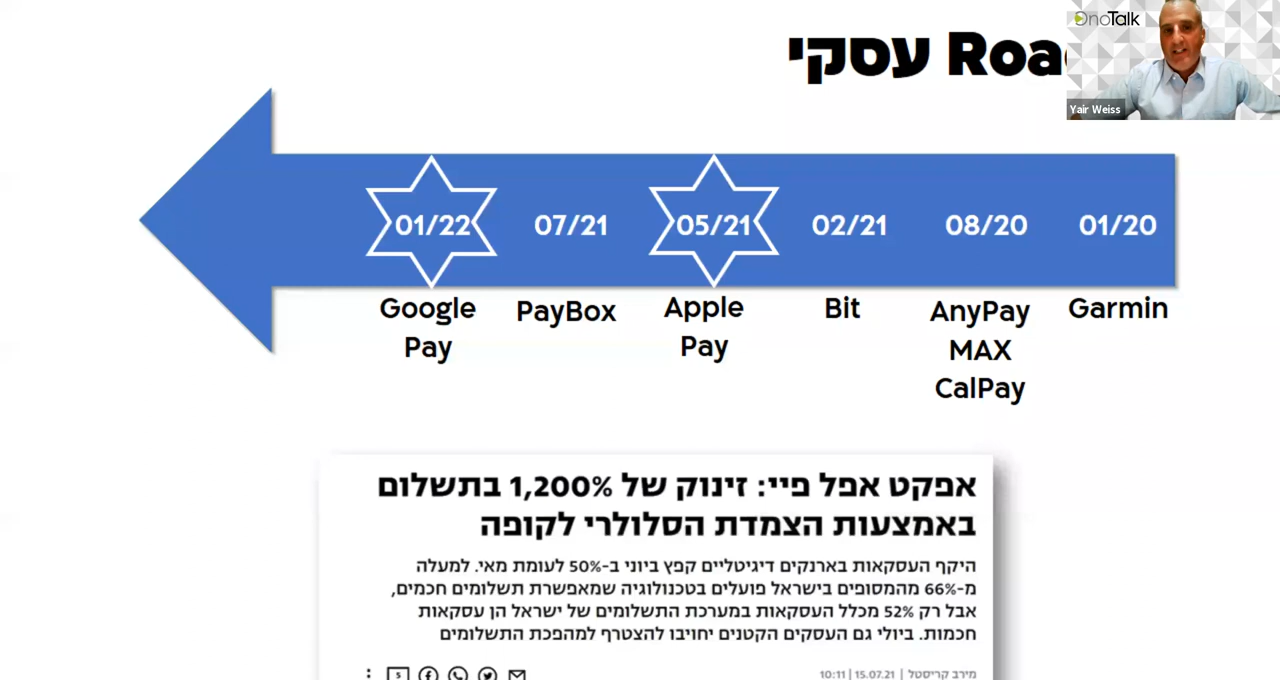 OnoTalk
Yair Weiss
Roa עסקי
01/20
08/20
02/21
05/21
07/21
01/22
Garmin
AnyPay
MAX
CalPay
Bit
Apple
Pay
PayBox
Google
Pay
אפקט אפל פיי: זינוק של 1,200% בתשלום
באמצעות הצמדת הסלולרי לקופה
היקף העסקאות בארנקים דיגיטליים קפץ ביוני ב-50% לעומת מאי. למעלה
מ-66% מהמסופים בישראל פועלים בטכנולוגיה שמאפשרת תשלומים חכמים,
אבל רק 52% מכלל העסקאות במערכת התשלומים של ישראל הן עסקאות
חכמות. ביולי גם העסקים הקטנים יחויבו להצטרף למהפכת התשלומים
מירב קריסטל | 15.07.21 | 10:11
5